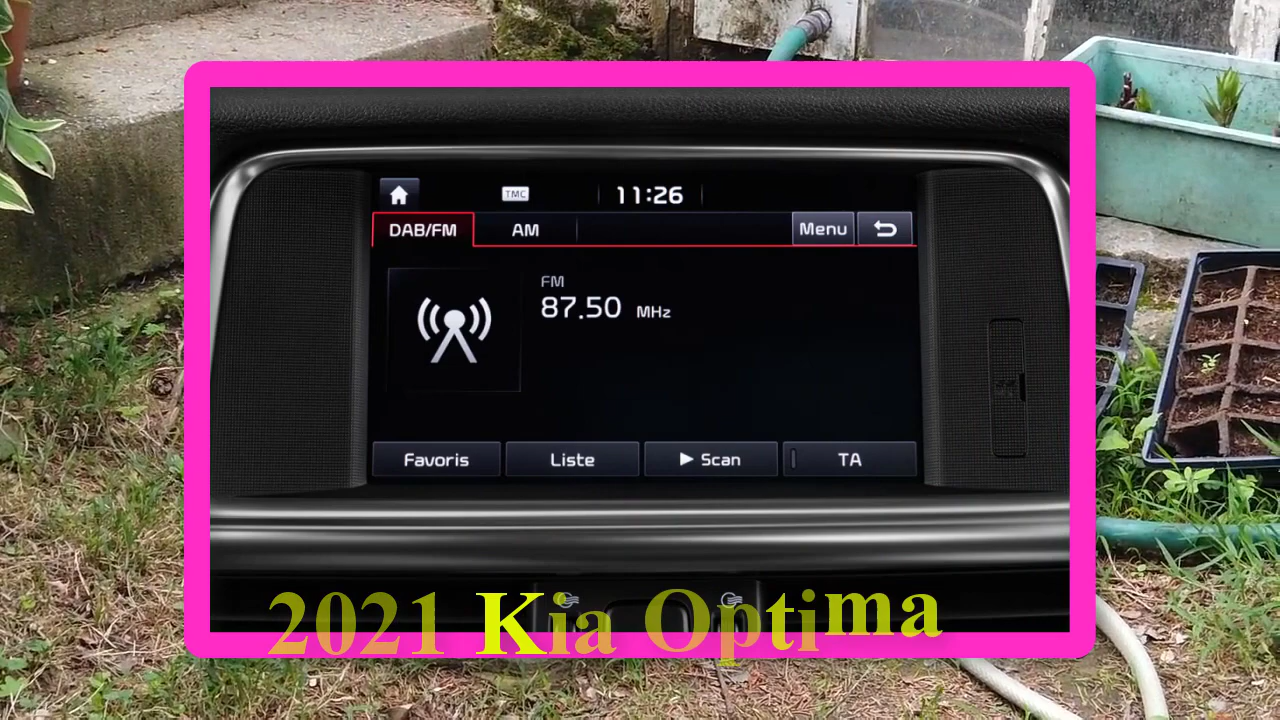 TMC
11:26
DAB/FM AM Menu
FM
87.50 MHz
Favoris Liste Scan TA
2021 Kia Optima